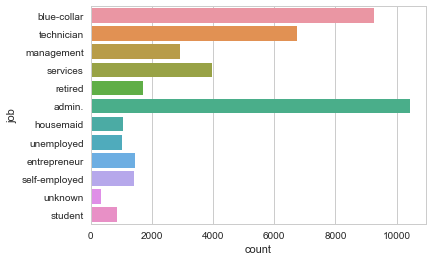 blue-collar
technician
management
services
retired
admin.
housemaid
unemployed
entrepreneur
self-employed
unknown
student
job
0 2000 4000 6000 8000 10000
count